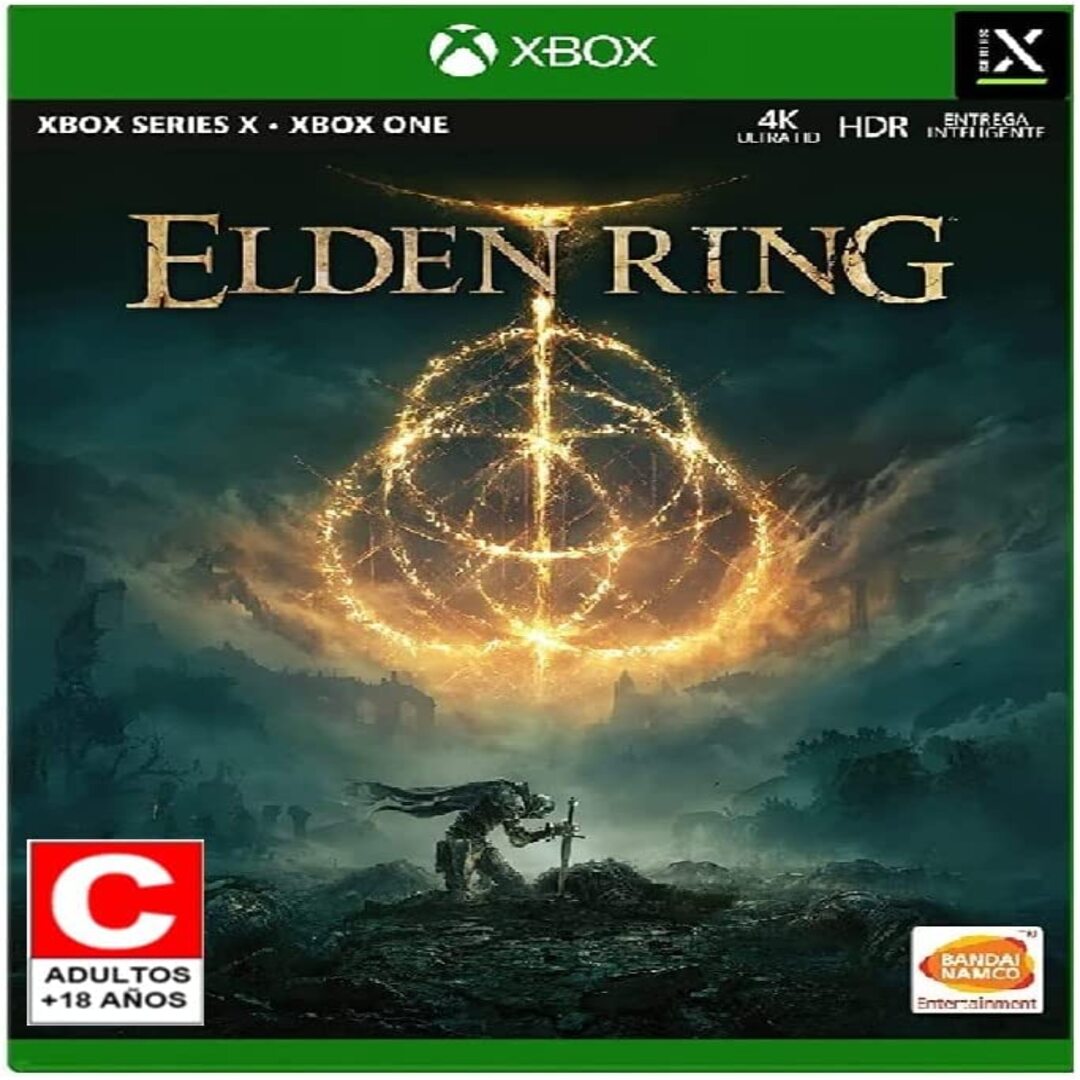 XBOX
SERIES X
XBOX SERIES X • XBOX ONE
4K
ULTRA HD
HDR
ENTREGA
INTELIGENTE
ELDEN RING
C
ADULTOS
+18 AÑOS
BANDAI
NAMCO
Entertainment